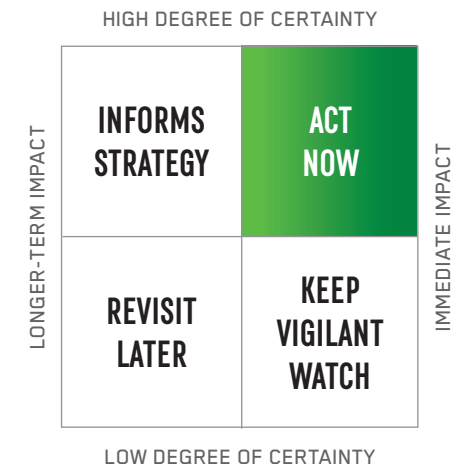 HIGH DEGREE OF CERTAINTY
LONGER-TERM IMPACT
INFORMS
STRATEGY
ACT
NOW
IMMEDIATE IMPACT
REVISIT
LATER
KEEP
VIGILANT
WATCH
LOW DEGREE OF CERTAINTY